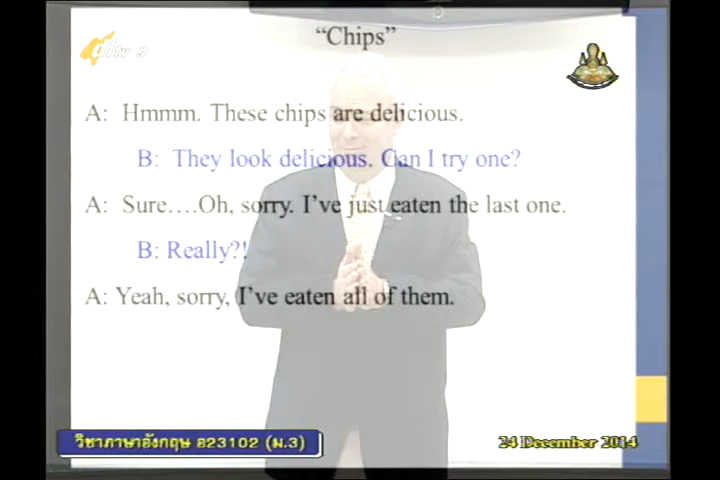 “Chips”
A: Hmmm. These chips are delicious.
B: They look delicious. Can I try one?
A: Sure….Oh, sorry. I’ve just eaten the last one.
B: Really?!
A: Yeah, sorry, I’ve eaten all of them.
วิชาภาษาอังกฤษ อ23102 (ม.3)
24 December 2014